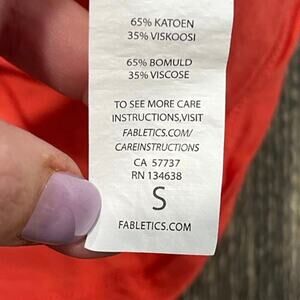 65% KATOEN
35% VISKOOSI
65% BOMULD
35% VISCOSE
TO SEE MORE CARE
INSTRUCTIONS,VISIT
FABLETICS.COM/
CAREINSTRUCTIONS
CA 57737
RN 134638
S
FABLETICS.COM